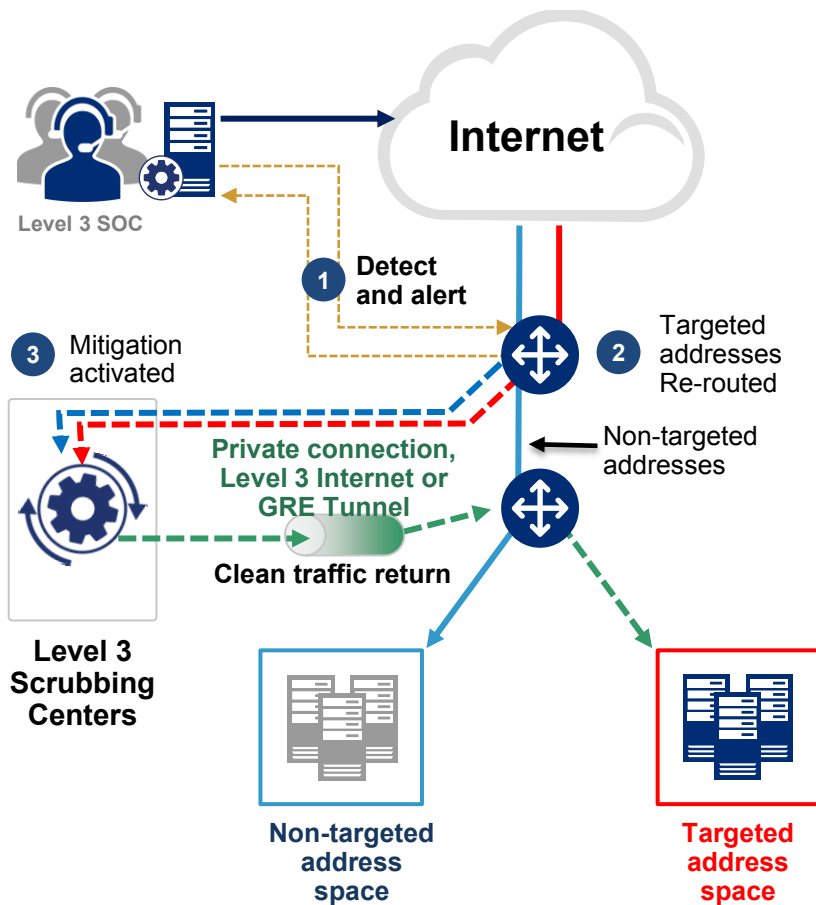 Internet
Level 3 SOC
1
Detect
and alert
2
Targeted
addresses
Re-routed
3
Mitigation
activated
Non-targeted
addresses
Private connection,
Level 3 Internet or
GRE Tunnel
Clean traffic return
Level 3
Scrubbing
Centers
Non-targeted
address
space
Targeted
address
space